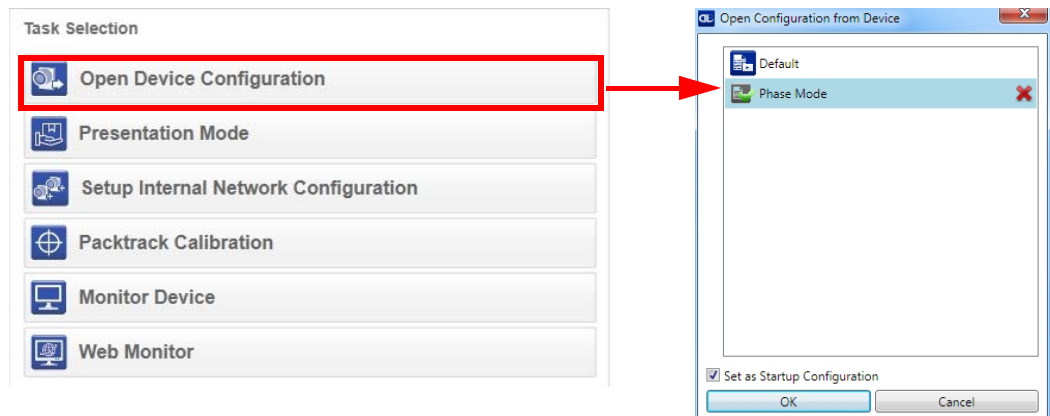 Task Selection
Open Device Configuration
Presentation Mode
Setup Internal Network Configuration
Packtrack Calibration
Monitor Device
Web Monitor
Open Configuration from Device
Default
Phase Mode
Set as Startup Configuration
OK
Cancel